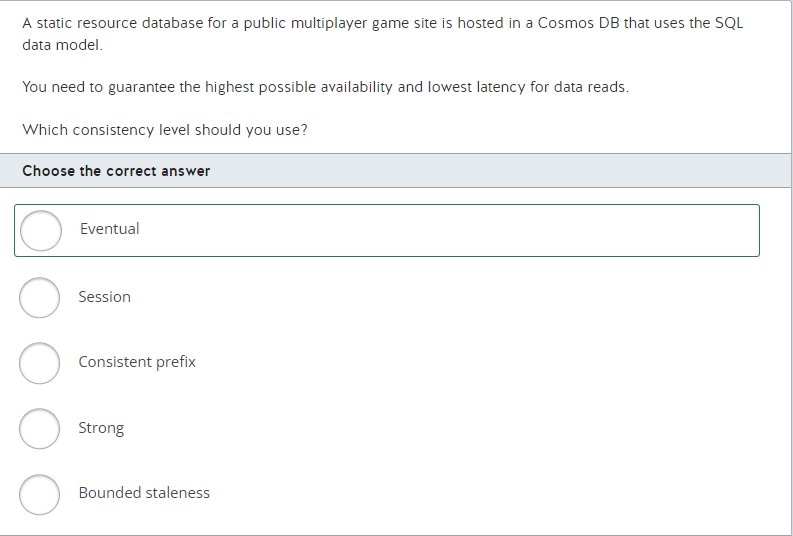 A static resource database for a public multiplayer game site is hosted in a Cosmos DB that uses the SQL
data model.
You need to guarantee the highest possible availability and lowest latency for data reads.
Which consistency level should you use?
Choose the correct answer
Eventual
Session
Consistent prefix
Strong
Bounded staleness